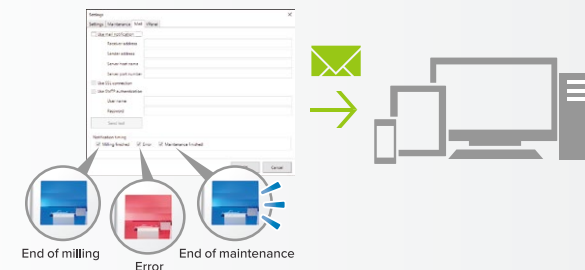 Settings
Settings Maintenance Mail VPanel
Use mail notification
Receiver address
Sender address
Server host name
Server port number
Use SSL connection
Use SMTP authentication
User name
Password
Send test
Notification timing
Milling finished Error Maintenance finished
Cancel
End of milling
Error
End of maintenance